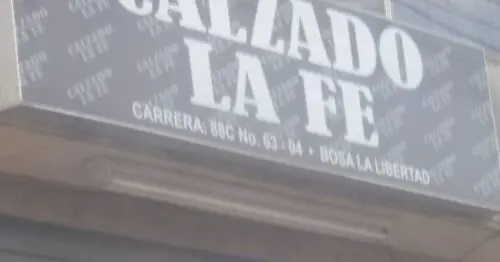 CALZADO
LA FE
CARRERA. 88C No. 63 - 04 • BOSA LA LIBERTAD